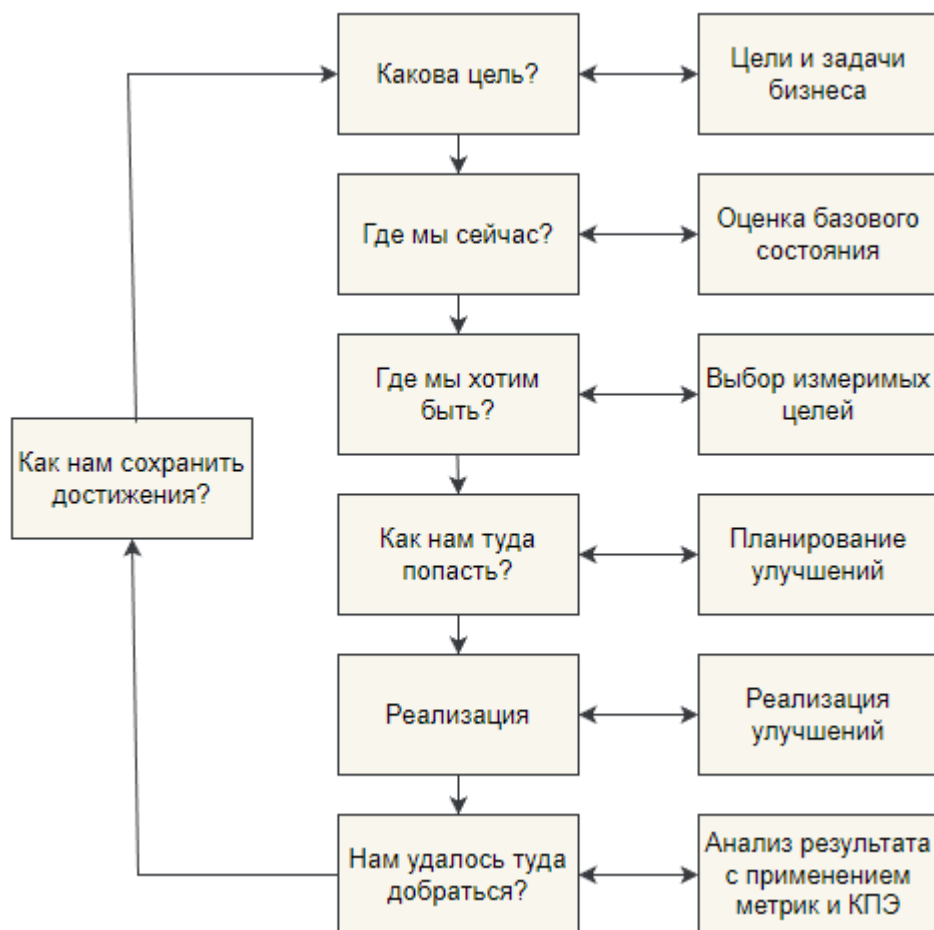 Какова цель?
Цели и задачи
бизнеса
Где мы сейчас?
Оценка базового
состояния
Где мы хотим
быть?
Выбор измеримых
целей
Как нам сохранить
достижения?
Как нам туда
попасть?
Планирование
улучшений
Реализация
Реализация
улучшений
Нам удалось туда
добраться?
Анализ результата
с применением
метрик и КПЭ